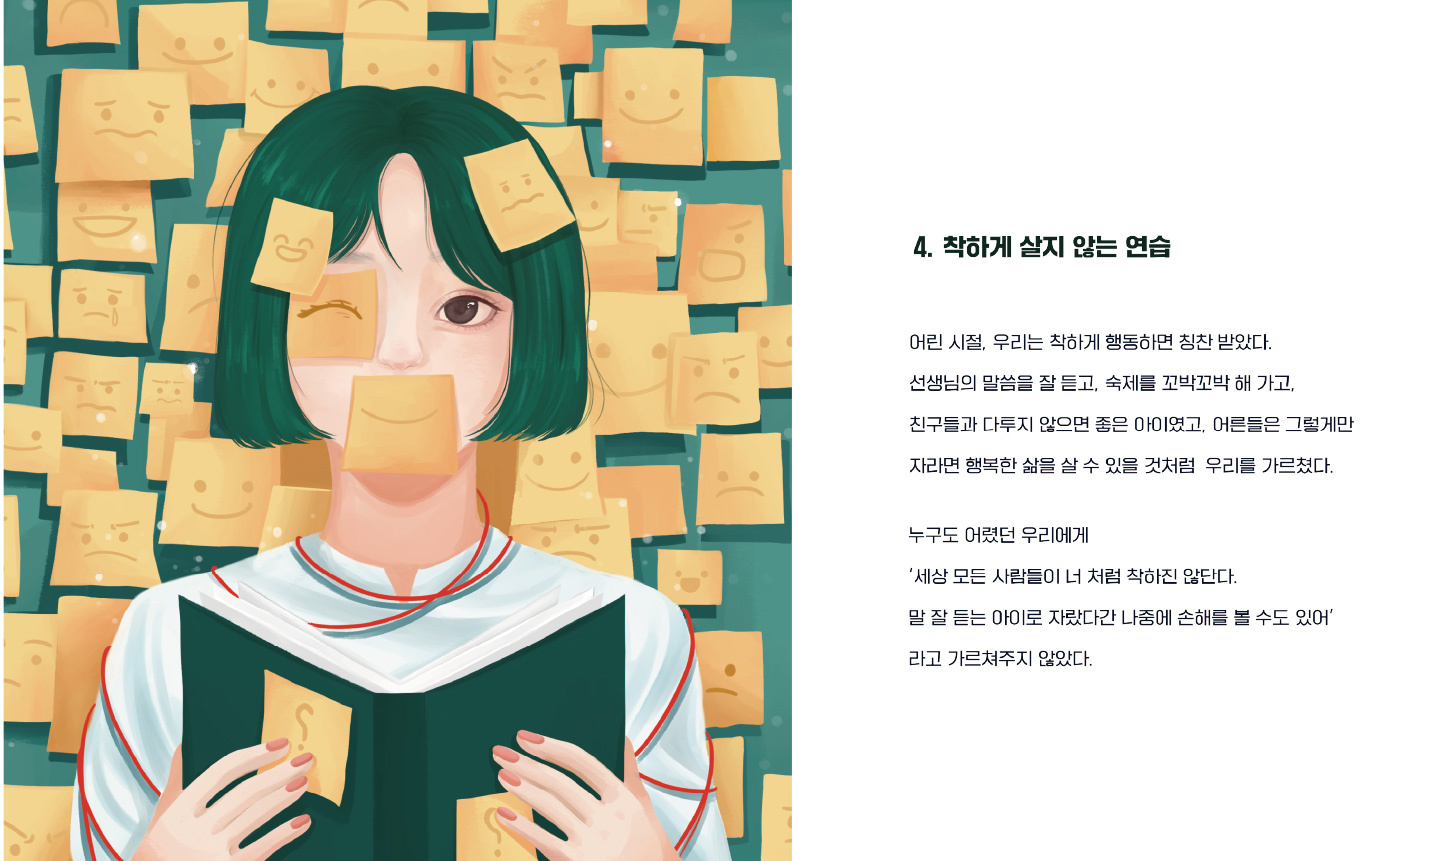 4. 착하게 살지 않는 연습
어린 시절, 우리는 착하게 행동하면 칭찬 받았다.
선생님의 말씀을 잘 듣고, 숙제를 꼬박꼬박 해 가고,
친구들과 다투지 않으면 좋은 아이였고, 어른들은 그렇게만
자라면 행복한 삶을 살 수 있을 것처럼 우리를 가르쳤다.
누구도 어렸던 우리에게
‘세상 모든 사람들이 너 처럼 착하진 않단다.
말 잘 듣는 아이로 자랐다간 나중에 손해를 볼 수도 있어’
라고 가르쳐주지 않았다.
?
?